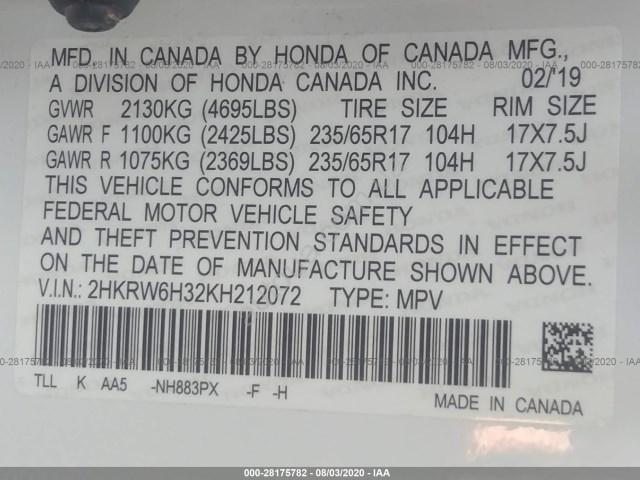 MFD. IN CANADA BY HONDA OF CANADA MFG.,
A DIVISION OF HONDA CANADA INC. 02/'19
GVWR 2130KG (4695LBS) TIRE SIZE RIM SIZE
GAWR F 1100KG (2425LBS) 235/65R17 104H 17X7.5J
GAWR R 1075KG (2369LBS) 235/65R17 104H 17X7.5J
THIS VEHICLE CONFORMS TO ALL APPLICABLE
FEDERAL MOTOR VEHICLE SAFETY
AND THEFT PREVENTION STANDARDS IN EFFECT
ON THE DATE OF MANUFACTURE SHOWN ABOVE.
V.I.N.: 2HKRW6H32KH212072 TYPE: MPV
TLL K AA5 -NH883PX -F -H
MADE IN CANADA
000-28175782 - 08/03/2020 - IAA